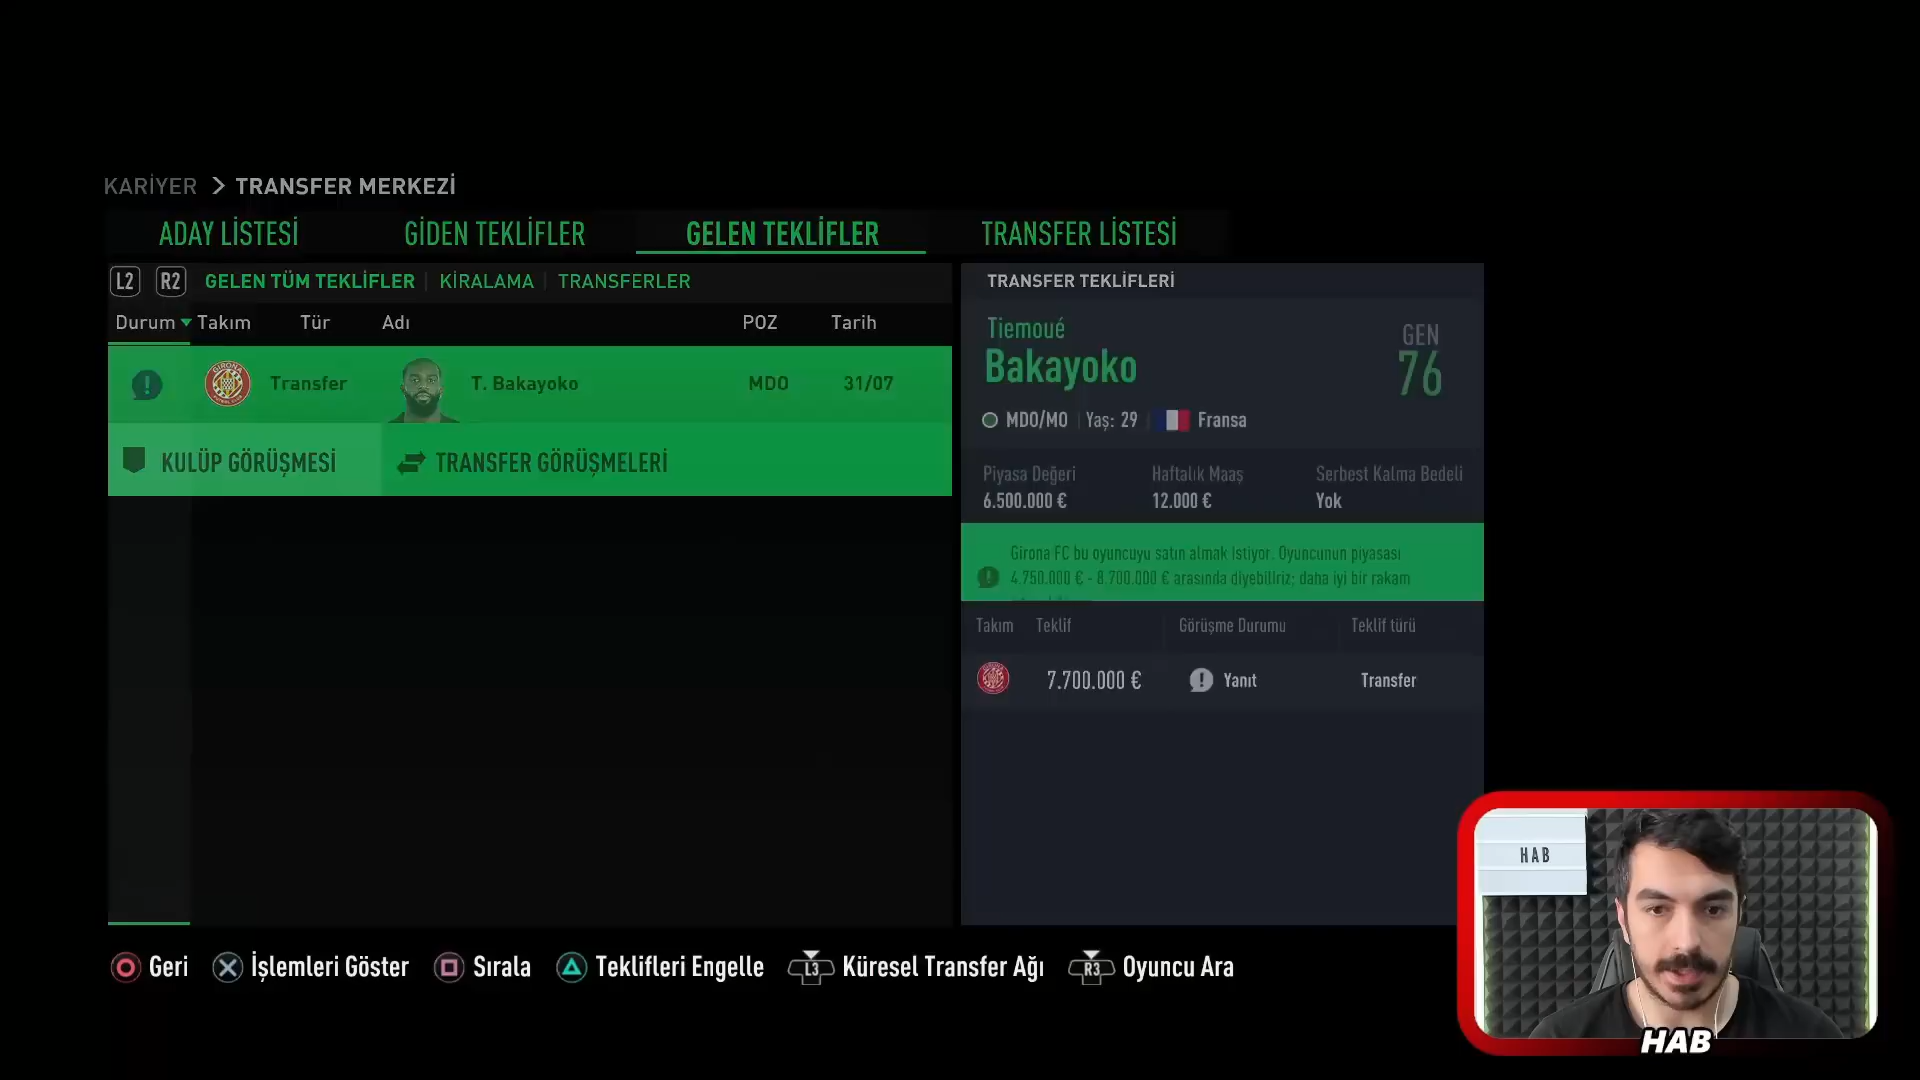 KARİYER > TRANSFER MERKEZİ
ADAY LİSTESİ GİDEN TEKLİFLER GELEN TEKLİFLER TRANSFER LİSTESİ
L2 R2 GELEN TÜM TEKLİFLER | KİRALAMA | TRANSFERLER
Durum Takım Tür Adı POZ Tarih
Transfer T. Bakayoko MDO 31/07
KULÜP GÖRÜŞMESİ TRANSFER GÖRÜŞMELERİ
TRANSFER TEKLİFLERİ
Tiemoué
Bakayoko
GEN
76
MDO/MO | Yaş: 29 | Fransa
Piyasa Değeri Haftalık Maaş Serbest Kalma Bedeli
6.500.000 € 12.000 € Yok
Girona FC bu oyuncuyu satın almak istiyor. Oyuncunun piyasası
4.750.000 € - 8.700.000 € arasında diyebiliriz; daha iyi bir rakam
Takım Teklif Görüşme Durumu Teklif türü
7.700.000 € Yanıt Transfer
Geri İşlemleri Göster Sırala Teklifleri Engelle L3 Küresel Transfer Ağı R3 Oyuncu Ara
HAB
HAB